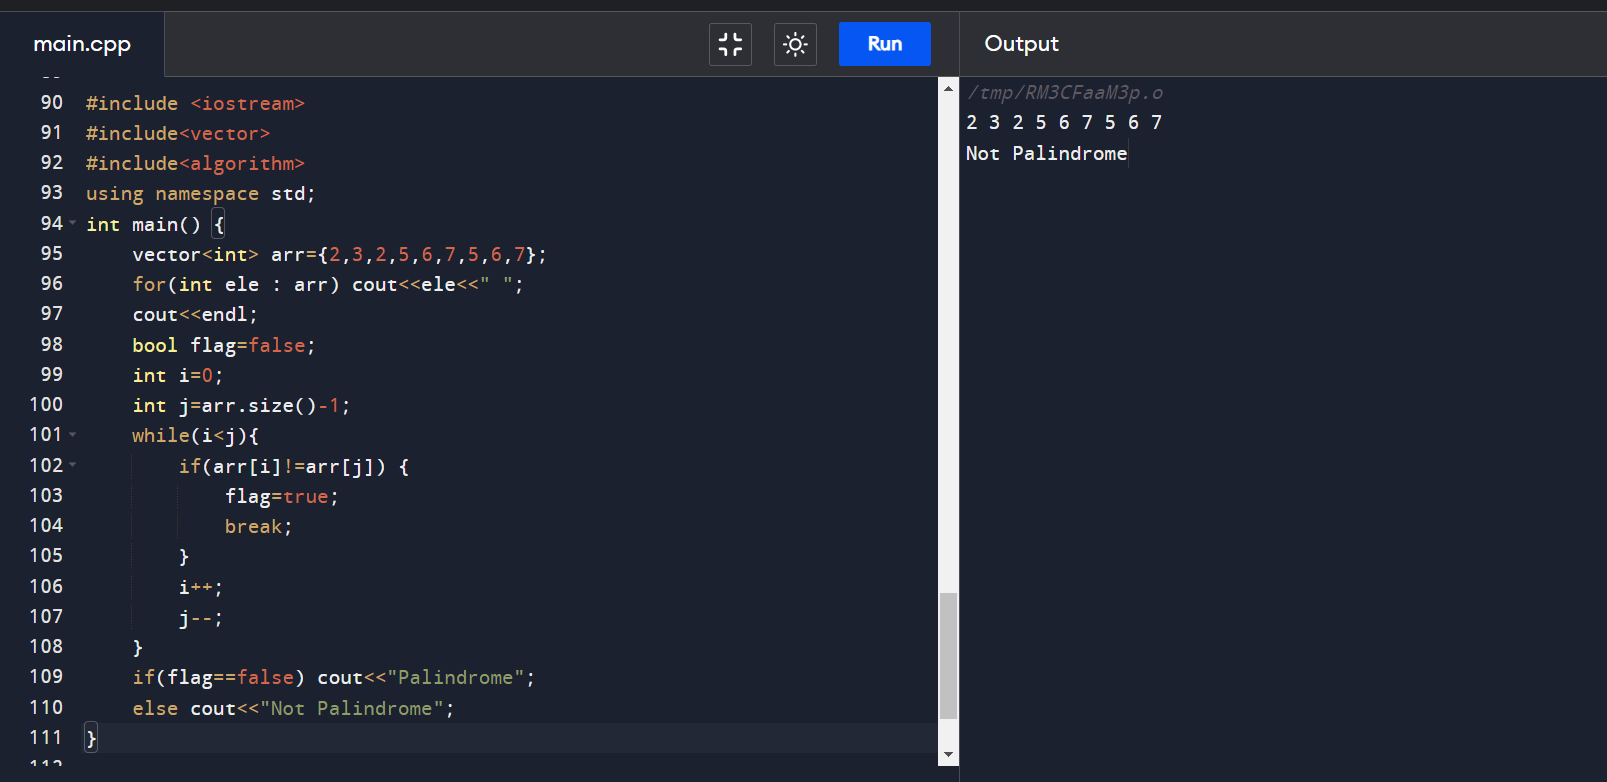 main.cpp
Run
Output
90 #include <iostream>
91 #include<vector>
92 #include<algorithm>
93 using namespace std;
94 int main() {
95     vector<int> arr={2,3,2,5,6,7,5,6,7};
96     for(int ele : arr) cout<<ele<<" ";
97     cout<<endl;
98     bool flag=false;
99     int i=0;
100     int j=arr.size()-1;
101     while(i<j){
102         if(arr[i]!=arr[j]) {
103             flag=true;
104             break;
105         }
106         i++;
107         j--;
108     }
109     if(flag==false) cout<<"Palindrome";
110     else cout<<"Not Palindrome";
111 }
/tmp/RM3CFaaM3p.o
2 3 2 5 6 7 5 6 7
Not Palindrome